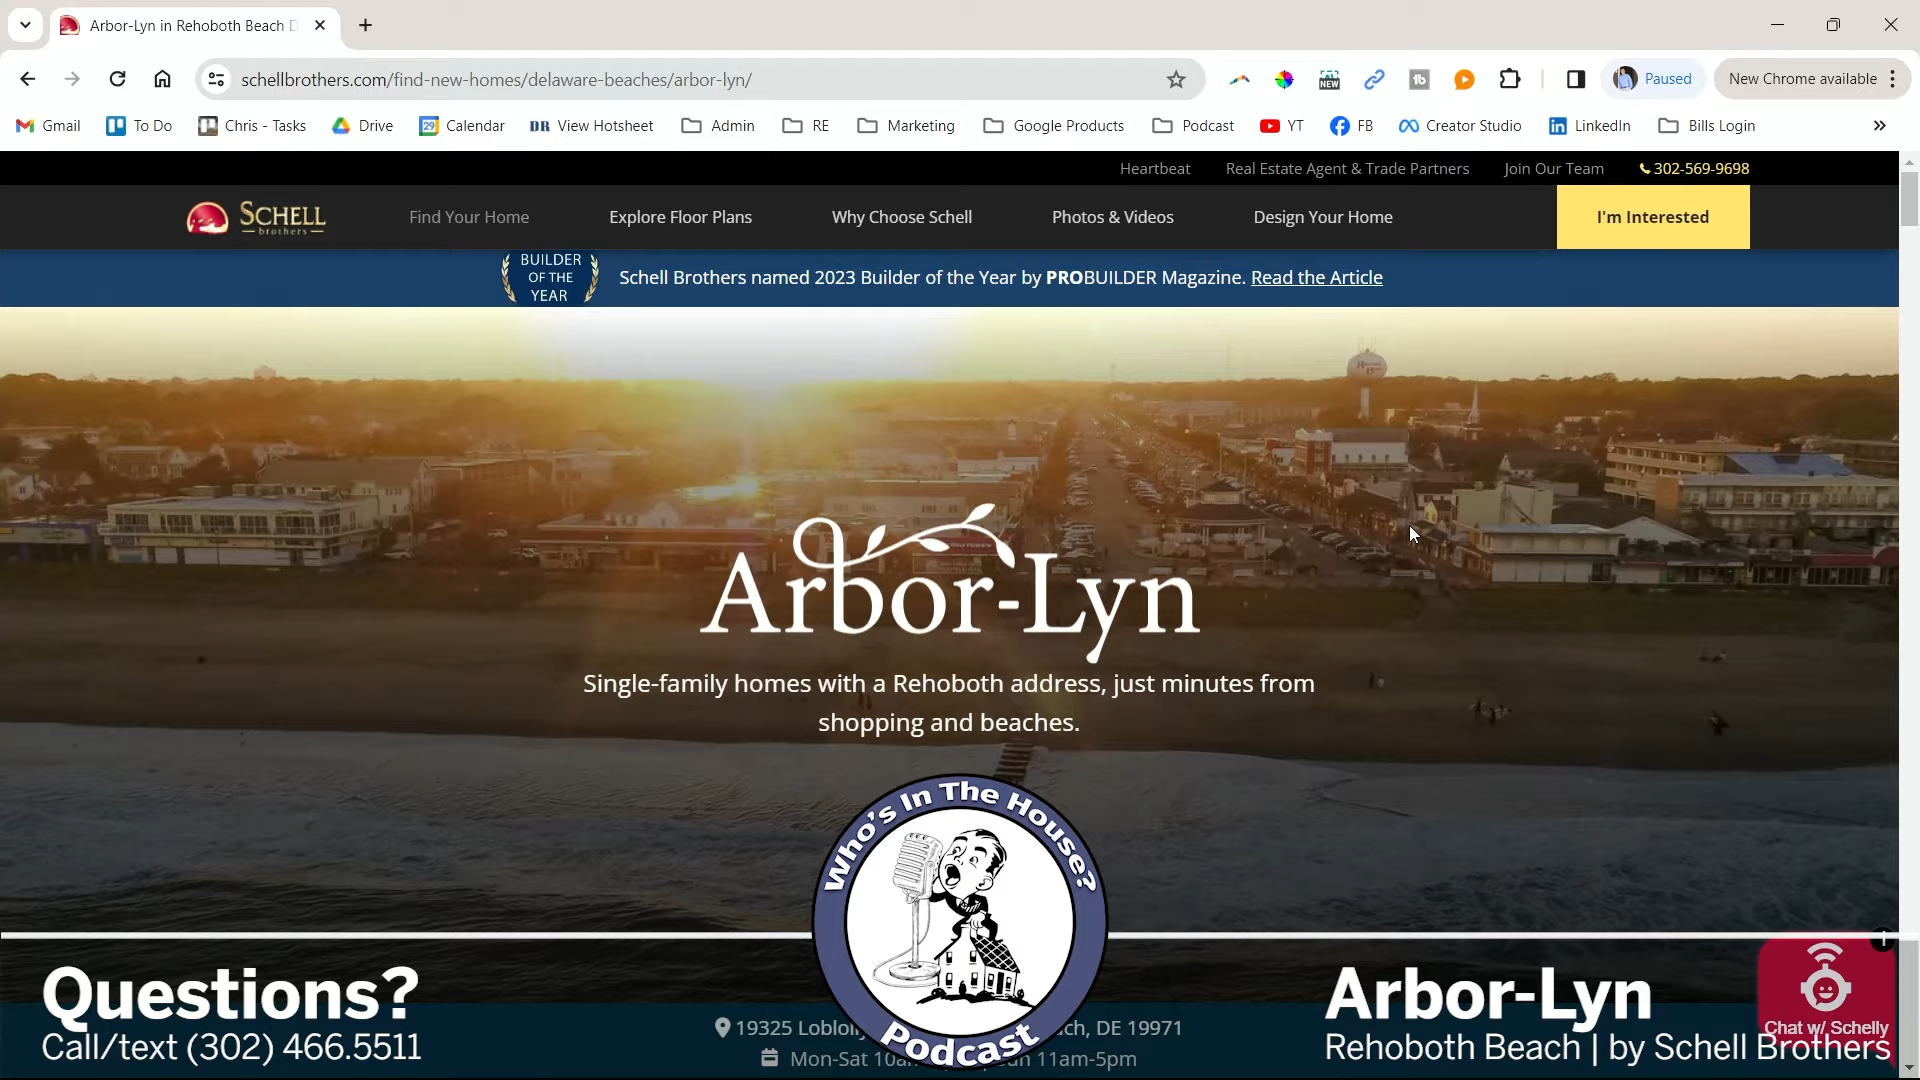 Arbor-Lyn in Rehoboth Beach D
schellbrothers.com/find-new-homes/delaware-beaches/arbor-lyn/
NEW
Paused
New Chrome available
Gmail
To Do
Chris - Tasks
Drive
Calendar
DR View Hotsheet
Admin
RE
Marketing
Google Products
Podcast
YT
FB
Creator Studio
LinkedIn
Bills Login
Heartbeat
Real Estate Agent & Trade Partners
Join Our Team
302-569-9698
SCHELL
brothers
Find Your Home
Explore Floor Plans
Why Choose Schell
Photos & Videos
Design Your Home
I'm Interested
BUILDER
OF THE
YEAR
Schell Brothers named 2023 Builder of the Year by PROBUILDER Magazine. Read the Article
Arbor-Lyn
Single-family homes with a Rehoboth address, just minutes from
shopping and beaches.
Who's In The House?
Podcast
Questions?
Call/text (302) 466.5511
19325
DE 19971
Mon-Sat
11am-5pm
Arbor-Lyn
Rehoboth Beach | by Schell Brothers
1
Chat w/ Schelly